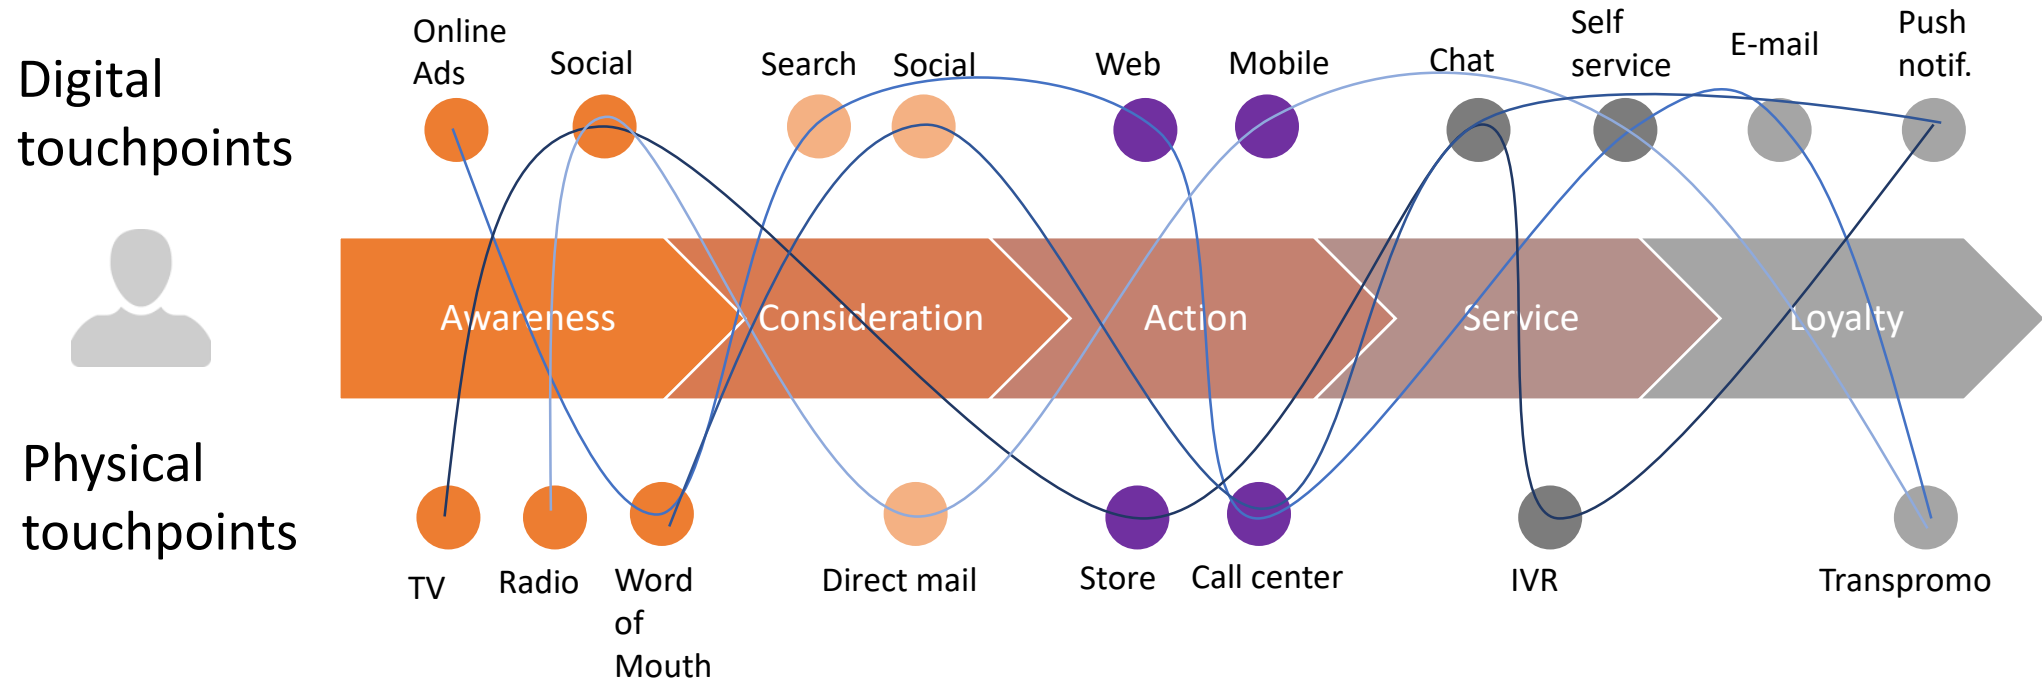 Digital
touchpoints
Online
Ads
Social
Search
Social
Web
Mobile
Chat
Self
service
E-mail
Push
notif.
Awareness
Consideration
Action
Service
Loyalty
Physical
touchpoints
TV
Radio
Word
of
Mouth
Direct mail
Store
Call center
IVR
Transpromo